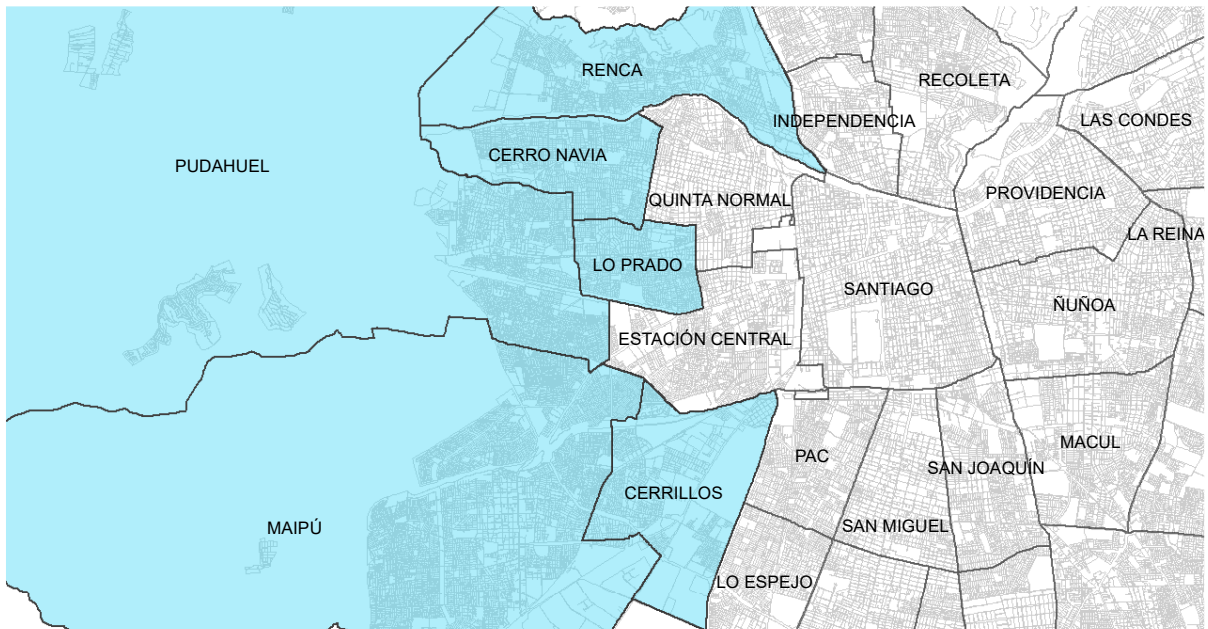 RENCA
RECOLETA
INDEPENDENCIA
LAS CONDES
CERRO NAVIA
PUDAHUEL
PROVIDENCIA
QUINTA NORMAL
LA REINA
LO PRADO
SANTIAGO
ÑUÑOA
ESTACIÓN CENTRAL
MACUL
PAC
SAN JOAQUÍN
CERRILLOS
MAIPÚ
SAN MIGUEL
LO ESPEJO